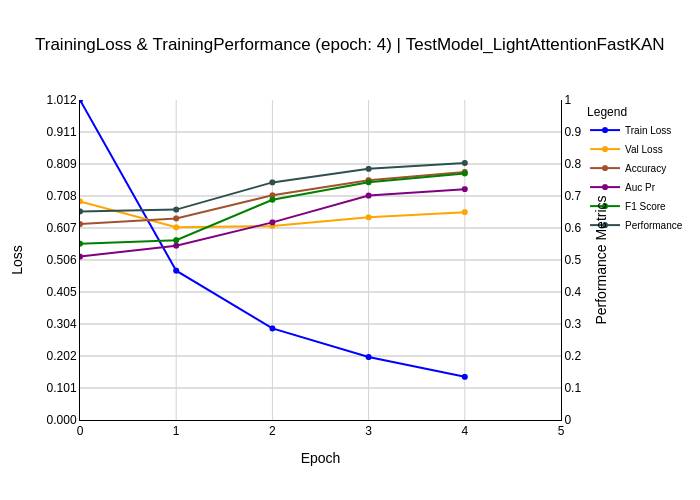 TrainingLoss & TrainingPerformance (epoch: 4) | TestModel_LightAttentionFastKAN
Loss
1.012
0.911
0.809
0.708
0.607
0.506
0.405
0.304
0.202
0.101
0.000
0 1 2 3 4 5
Epoch
1
0.9
0.8
0.7
0.6
0.5
0.4
0.3
0.2
0.1
0
Performance Metrics
Legend
Train Loss
Val Loss
Accuracy
Auc Pr
F1 Score
Performance